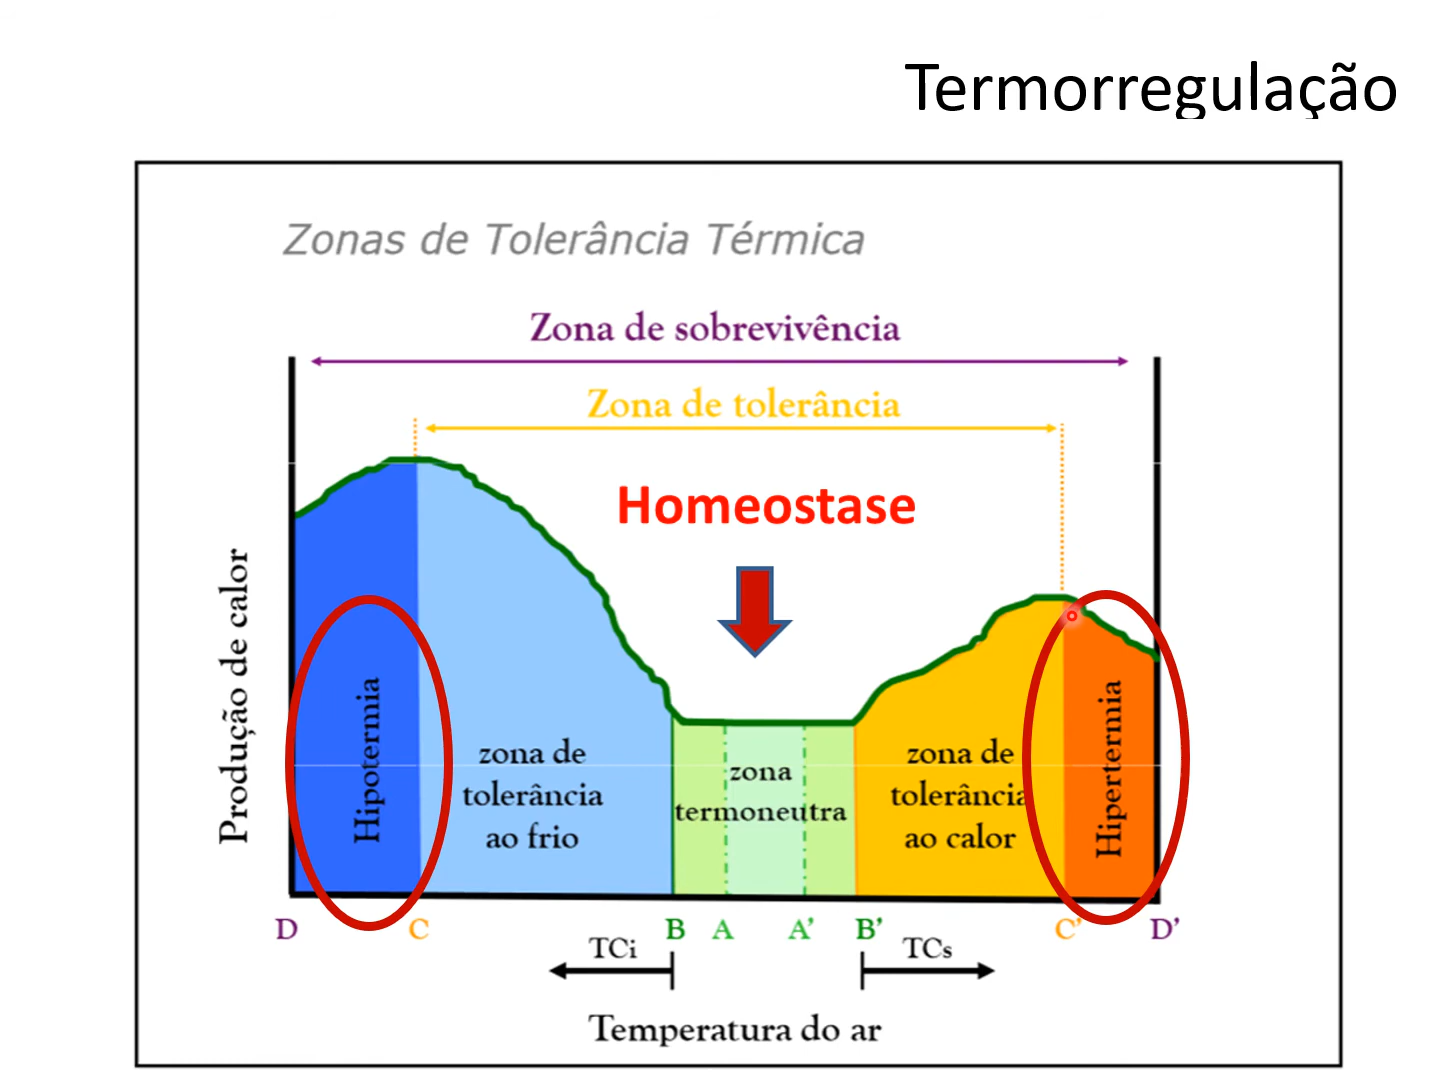 Termorregulação
Zonas de Tolerância Térmica
Zona de sobrevivência
Zona de tolerância
Homeostase
Produção de calor
Hipotermia
zona de
tolerância
ao frio
zona
termoneutra
zona de
tolerância
ao calor
Hipertermia
D C B A A’ B’ C’ D’
TCi TCs
Temperatura do ar